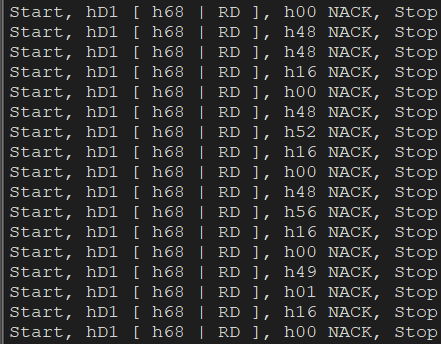 Start, hD1 [ h68 | RD ], h00 NACK, Stop
Start, hD1 [ h68 | RD ], h48 NACK, Stop
Start, hD1 [ h68 | RD ], h48 NACK, Stop
Start, hD1 [ h68 | RD ], h16 NACK, Stop
Start, hD1 [ h68 | RD ], h00 NACK, Stop
Start, hD1 [ h68 | RD ], h48 NACK, Stop
Start, hD1 [ h68 | RD ], h52 NACK, Stop
Start, hD1 [ h68 | RD ], h16 NACK, Stop
Start, hD1 [ h68 | RD ], h00 NACK, Stop
Start, hD1 [ h68 | RD ], h48 NACK, Stop
Start, hD1 [ h68 | RD ], h56 NACK, Stop
Start, hD1 [ h68 | RD ], h16 NACK, Stop
Start, hD1 [ h68 | RD ], h00 NACK, Stop
Start, hD1 [ h68 | RD ], h49 NACK, Stop
Start, hD1 [ h68 | RD ], h01 NACK, Stop
Start, hD1 [ h68 | RD ], h16 NACK, Stop
Start, hD1 [ h68 | RD ], h00 NACK, Stop